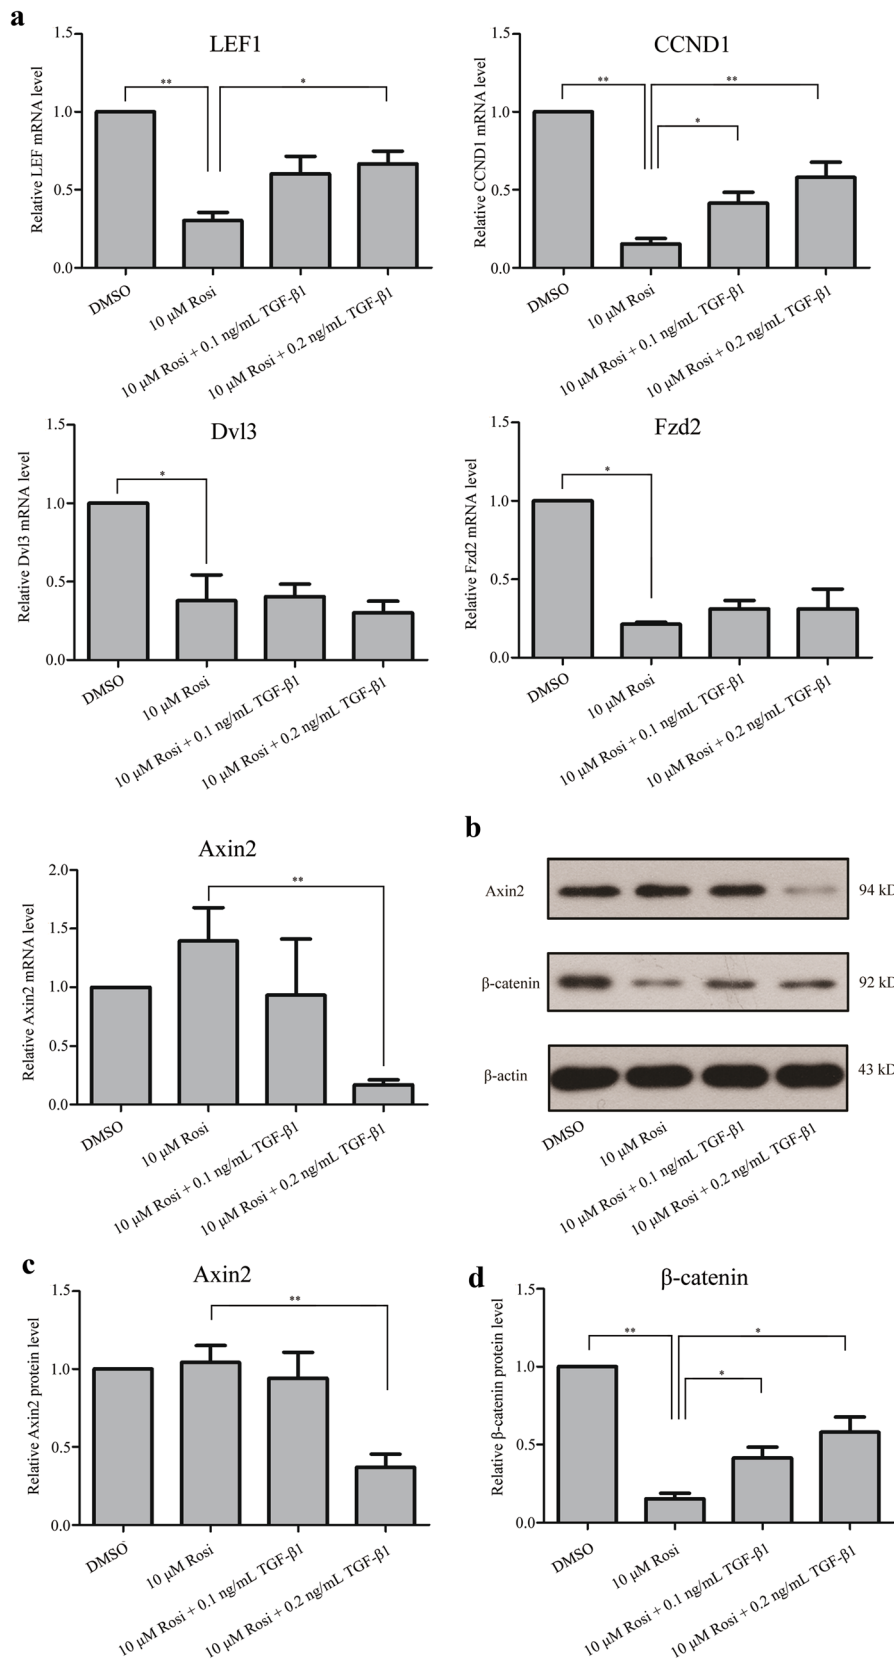 a
LEF1
Relative LEF mRNA level
1.5
1.0
0.5
0.0
**
*
DMSO
10 μM Rosi
10 μM Rosi + 0.1 ng/mL TGF-β1
10 μM Rosi + 0.2 ng/mL TGF-β1
CCND1
Relative CCND1 mRNA level
1.5
1.0
0.5
0.0
**
**
*
DMSO
10 μM Rosi
10 μM Rosi + 0.1 ng/mL TGF-β1
10 μM Rosi + 0.2 ng/mL TGF-β1
Dvl3
Relative Dvl3 mRNA level
1.5
1.0
0.5
0.0
*
DMSO
10 μM Rosi
10 μM Rosi + 0.1 ng/mL TGF-β1
10 μM Rosi + 0.2 ng/mL TGF-β1
Fzd2
Relative Fzd2 mRNA level
1.5
1.0
0.5
0.0
*
DMSO
10 μM Rosi
10 μM Rosi + 0.1 ng/mL TGF-β1
10 μM Rosi + 0.2 ng/mL TGF-β1
Axin2
Relative Axin2 mRNA level
2.0
1.5
1.0
0.5
0.0
**
DMSO
10 μM Rosi
10 μM Rosi + 0.1 ng/mL TGF-β1
10 μM Rosi + 0.2 ng/mL TGF-β1
b
Axin2 94 kD
β-catenin 92 kD
β-actin 43 kD
DMSO
10 μM Rosi
10 μM Rosi + 0.1 ng/mL TGF-β1
10 μM Rosi + 0.2 ng/mL TGF-β1
c
Axin2
Relative Axin2 protein level
1.5
1.0
0.5
0.0
**
DMSO
10 μM Rosi
10 μM Rosi + 0.1 ng/mL TGF-β1
10 μM Rosi + 0.2 ng/mL TGF-β1
d
β-catenin
Relative β-catenin protein level
1.5
1.0
0.5
0.0
**
*
*
DMSO
10 μM Rosi
10 μM Rosi + 0.1 ng/mL TGF-β1
10 μM Rosi + 0.2 ng/mL TGF-β1